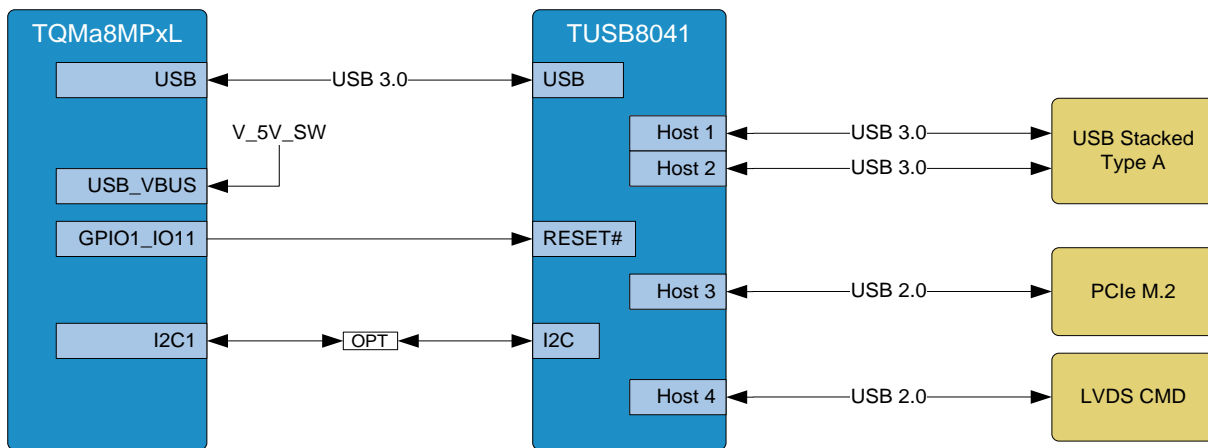 TQMa8MPxL
TUSB8041
USB
USB 3.0
USB
V_5V_SW
Host 1
USB 3.0
USB Stacked
Type A
Host 2
USB 3.0
USB_VBUS
GPIO1_IO11
RESET#
Host 3
USB 2.0
PCIe M.2
I2C1
OPT
I2C
Host 4
USB 2.0
LVDS CMD